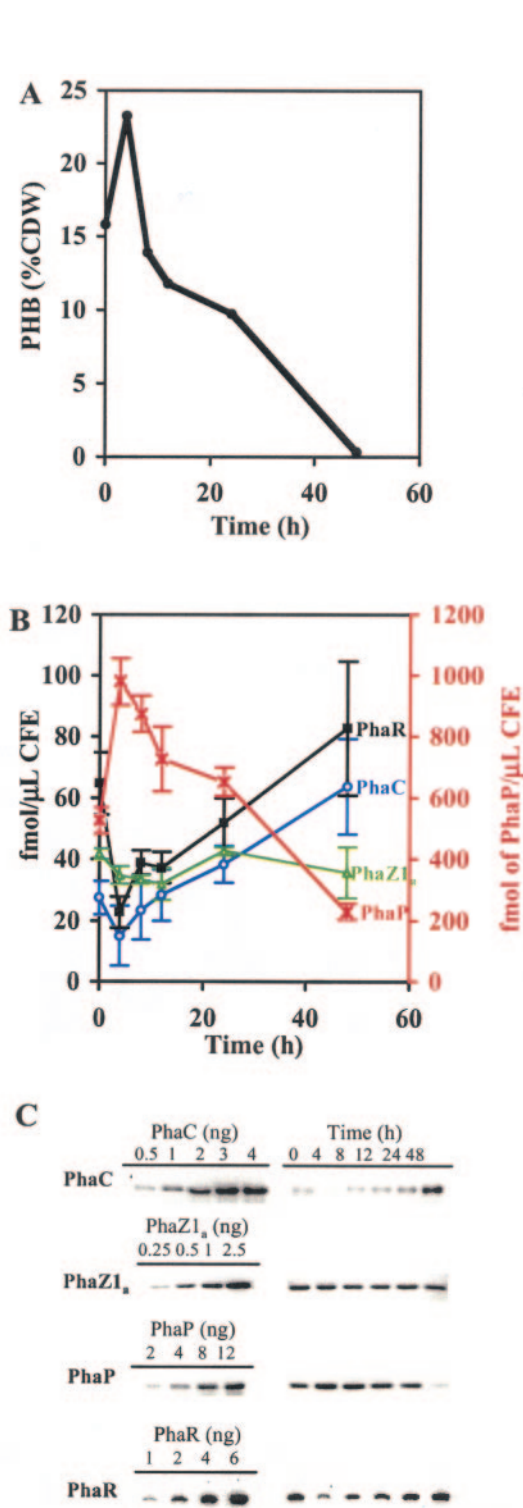 A
25
20
15
10
5
0
PHB (%CDW)
0 20 40 60
Time (h)
B
120 1200
100 1000
80 800
60 600
40 400
20 200
0 0
fmol/μL CFE
fmol of PhaP/μL CFE
PhaR
PhaC
PhaZ1a
PhaP
0 20 40 60
Time (h)
C
PhaC (ng) Time (h)
0.5 1 2 3 4 0 4 8 12 24 48
PhaC
PhaZ1a (ng)
0.25 0.5 1 2.5
PhaZ1a
PhaP (ng)
2 4 8 12
PhaP
PhaR (ng)
1 2 4 6
PhaR